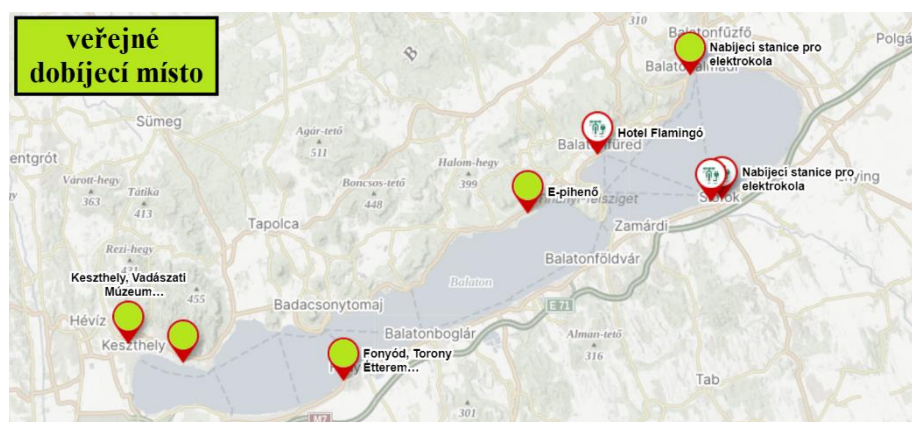 veřejné
dobíjecí místo
310
Balatonfűzfő
Polgá
Nabíjecí stanice pro
elektrokola
Sümeg
Agár-tető
511
Hotel Flamingó
entgrót
Várott-hegy
363
Tátika
413
Boncsos-tető
448
Halom-hegy
399
E-pihenő
Nabíjecí stanice pro
elektrokola
Tapolca
Zamárdi
Rezi-hegy
Balatonföldvár
Keszthely, Vadászati
Múzeum…
455
Balaton
Badacsonytomaj
E 71
Hévíz
Keszthely
Balatonboglár
Alman-tető
316
Fonyód, Torony
Étterem…
Tab
301
M7